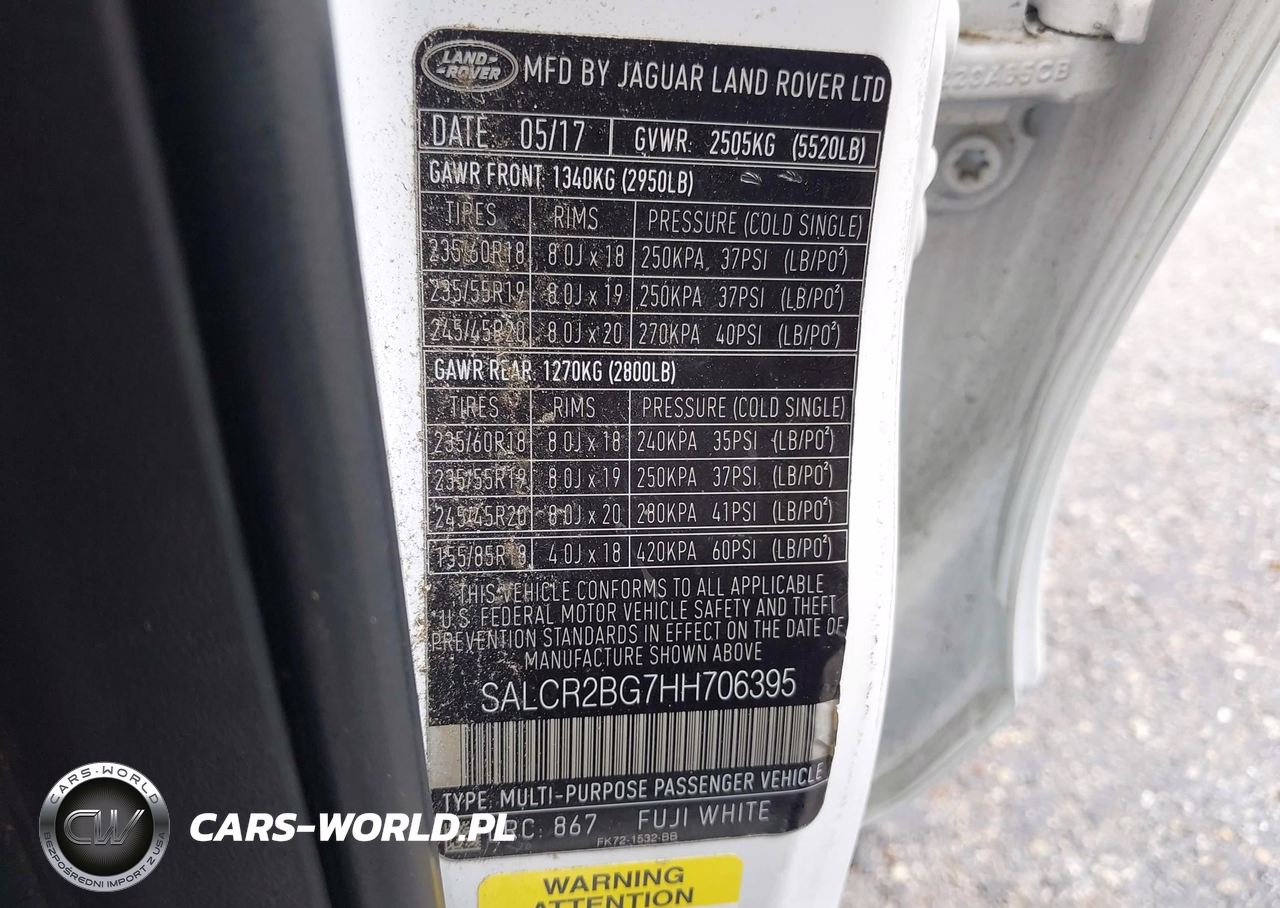 LAND-
-ROVER
MFD BY JAGUAR LAND ROVER LTD
DATE 05/17 GVWR: 2505KG (5520LB)
GAWR FRONT: 1340KG (2950LB)
TIRES RIMS PRESSURE (COLD SINGLE)
235/60R18 8.0J x 18 250KPA 37PSI (LB/PO²)
235/55R19 8.0J x 19 250KPA 37PSI (LB/PO²)
245/45R20 8.0J x 20 270KPA 40PSI (LB/PO²)
GAWR REAR 1270KG (2800LB)
TIRES RIMS PRESSURE (COLD SINGLE)
235/60R18 8.0J x 18 240KPA 35PSI (LB/PO²)
235/55R19 8.0J x 19 250KPA 37PSI (LB/PO²)
245/45R20 8.0J x 20 280KPA 41PSI (LB/PO²)
155/85R18 4.0J x 18 420KPA 60PSI (LB/PO²)
THIS VEHICLE CONFORMS TO ALL APPLICABLE
U.S. FEDERAL MOTOR VEHICLE SAFETY AND THEFT
PREVENTION STANDARDS IN EFFECT ON THE DATE OF
MANUFACTURE SHOWN ABOVE
SALCR2BG7HH706395
TYPE: MULTI-PURPOSE PASSENGER VEHICLE
867 FUJI WHITE
FK72-1532-BB
WARNING
ATTENTION
CARS-WORLD
CW
BEZPOŚREDNI IMPORT Z USA
CARS-WORLD.PL